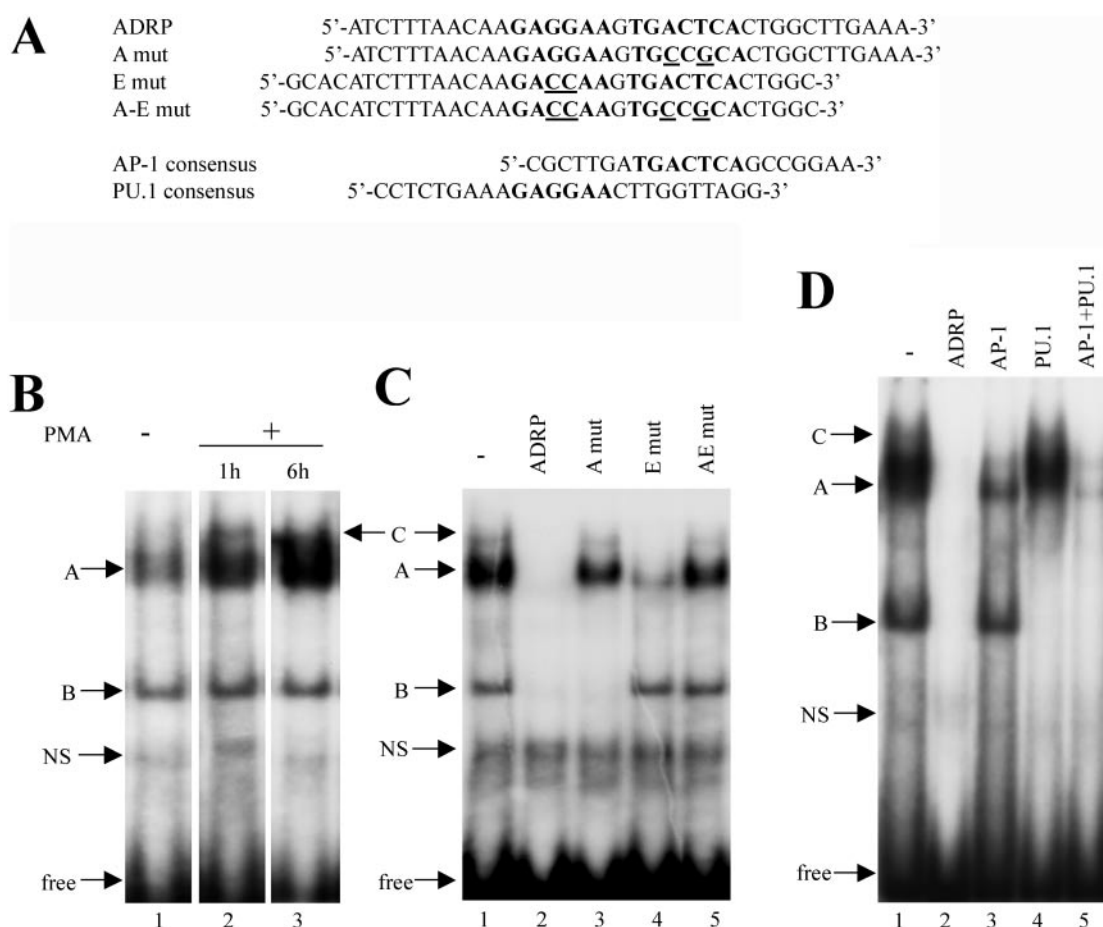 A
ADRP 5’-ATCTTTAACAAGAGGAAGTGACTCACTGGCTTGAAA-3’
A mut 5’-ATCTTTAACAAGAGGAAGTGCCGCACTGGCTTGAAA-3’
E mut 5’-GCACATCTTTAACAAGACCAAGTGACTCACTGGC-3’
A-E mut 5’-GCACATCTTTAACAAGACCAAGTGCCGCACTGGC-3’
AP-1 consensus 5’-CGCTTGATGACTCAGCCGGAA-3’
PU.1 consensus 5’-CCTCTGAAAGAGGAACTTGGTTAGG-3’
B
PMA - +
1h 6h
A
B
NS
free
1 2 3
C
- ADRP A mut E mut AE mut
C
A
B
NS
free
1 2 3 4 5
D
- ADRP AP-1 PU.1 AP-1+PU.1
C
A
B
NS
free
1 2 3 4 5